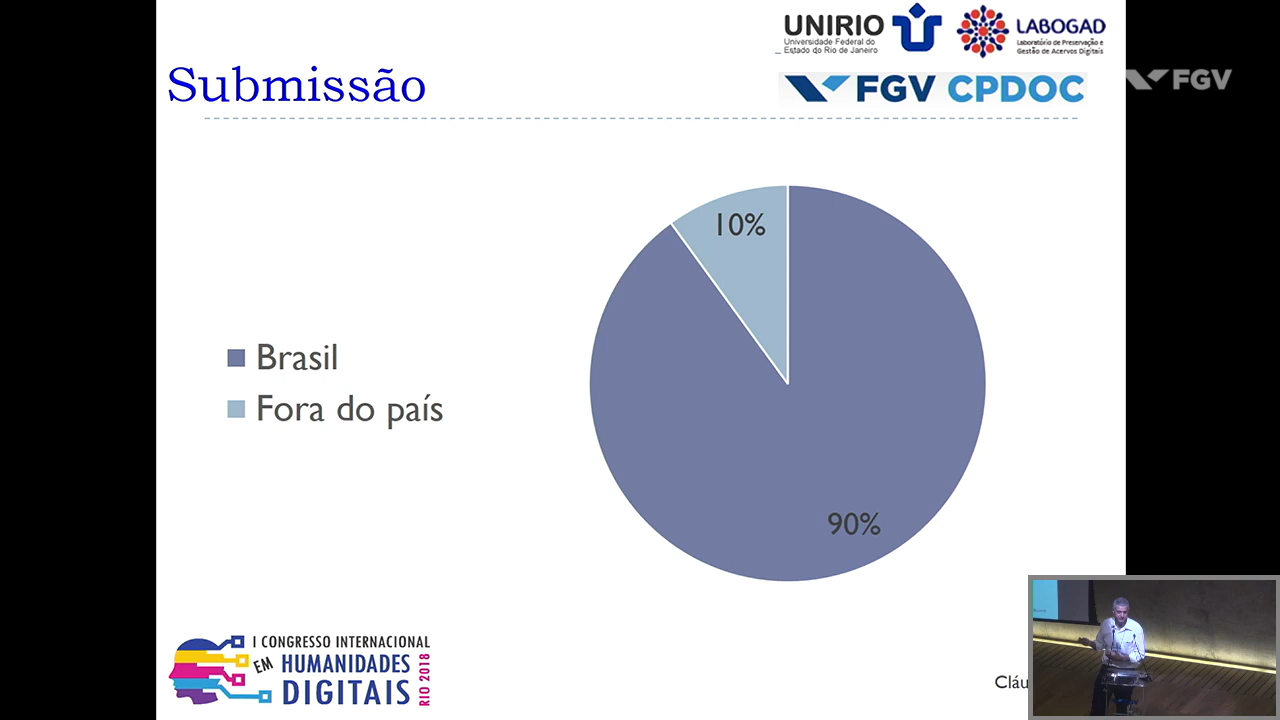 UNIRIO
Universidade Federal do
Estado do Rio de Janeiro
LABOGAD
Laboratório de Preservação e
Gestão de Acervos Digitais
Submissão
FGV CPDOC
FGV
10%
Brasil
Fora do país
90%
I CONGRESSO INTERNACIONAL
EM HUMANIDADES
DIGITAIS
RIO 2018